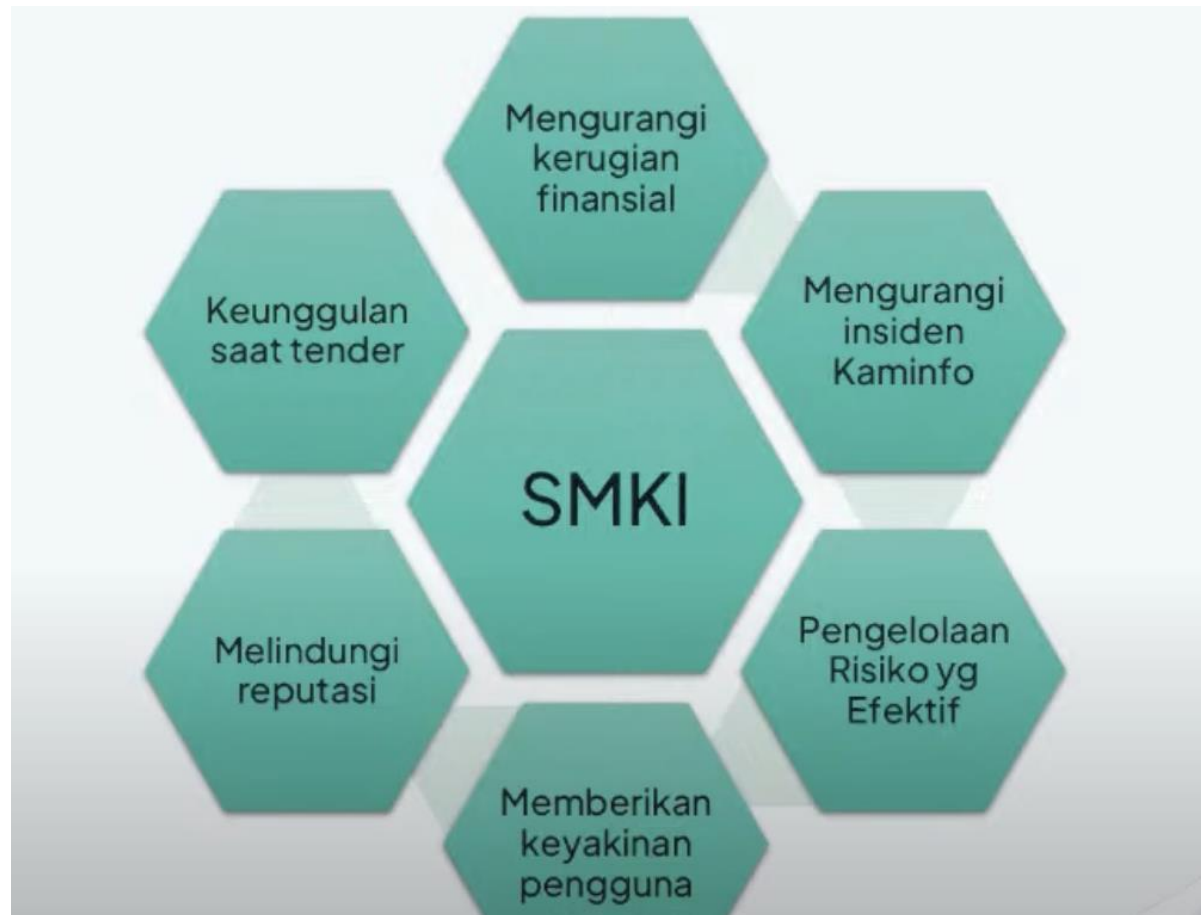 Mengurangi
kerugian
finansial
Mengurangi
insiden
Kaminfo
Pengelolaan
Risiko yg
Efektif
Memberikan
keyakinan
pengguna
Melindungi
reputasi
Keunggulan
saat tender
SMKI